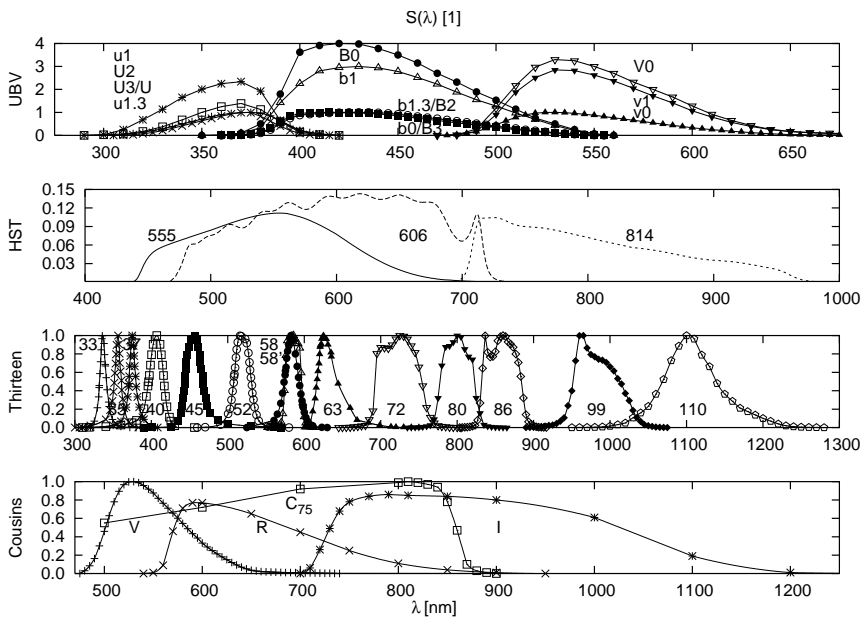 S(λ) [1]
4
3
2
1
0
UBV
u1
U2
U3/U
u1.3
B0
b1
b1.3/B2
b0/B3
V0
v1
v0
300 350 400 450 500 550 600 650
0.15
0.12
0.09
0.06
0.03
HST
555
606
814
400 500 600 700 800 900 1000
1.0
0.8
0.6
0.4
0.2
0.0
Thirteen
33
40
45
52
58
58'
63
72
80
86
99
110
300 400 500 600 700 800 900 1000 1100 1200 1300
1.0
0.8
0.6
0.4
0.2
0.0
Cousins
V
R
C75
I
500 600 700 800 900 1000 1100 1200
λ [nm]